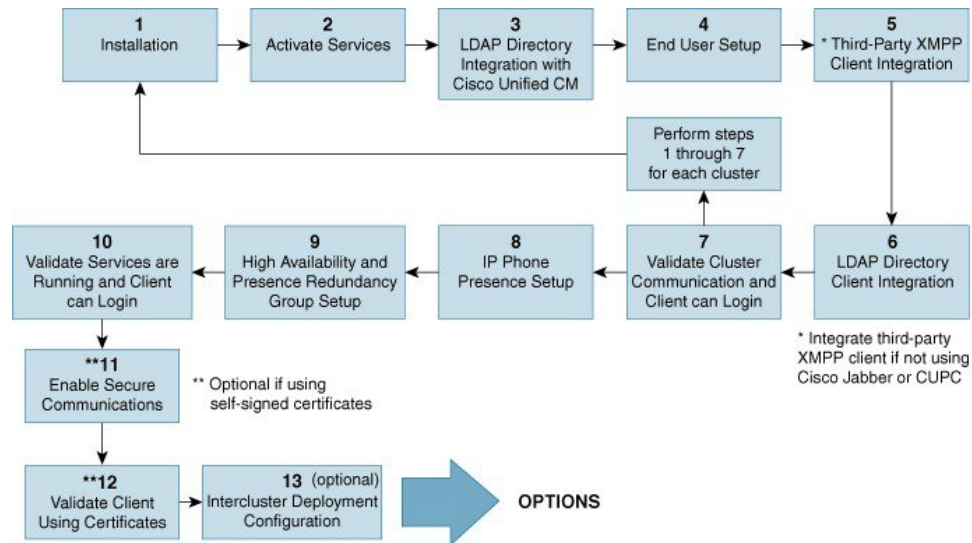 1
Installation
2
Activate Services
3
LDAP Directory
Integration with
Cisco Unified CM
4
End User Setup
5
* Third-Party XMPP
Client Integration
Perform steps
1 through 7
for each cluster
10
Validate Services are
Running and Client
can Login
9
High Availability and
Presence Redundancy
Group Setup
8
IP Phone
Presence Setup
7
Validate Cluster
Communication and
Client can Login
6
LDAP Directory
Client Integration
* Integrate third-party
XMPP client if not using
Cisco Jabber or CUPC
**11
Enable Secure
Communications
** Optional if using
self-signed certificates
**12
Validate Client
Using Certificates
13 (optional)
Intercluster Deployment
Configuration
OPTIONS